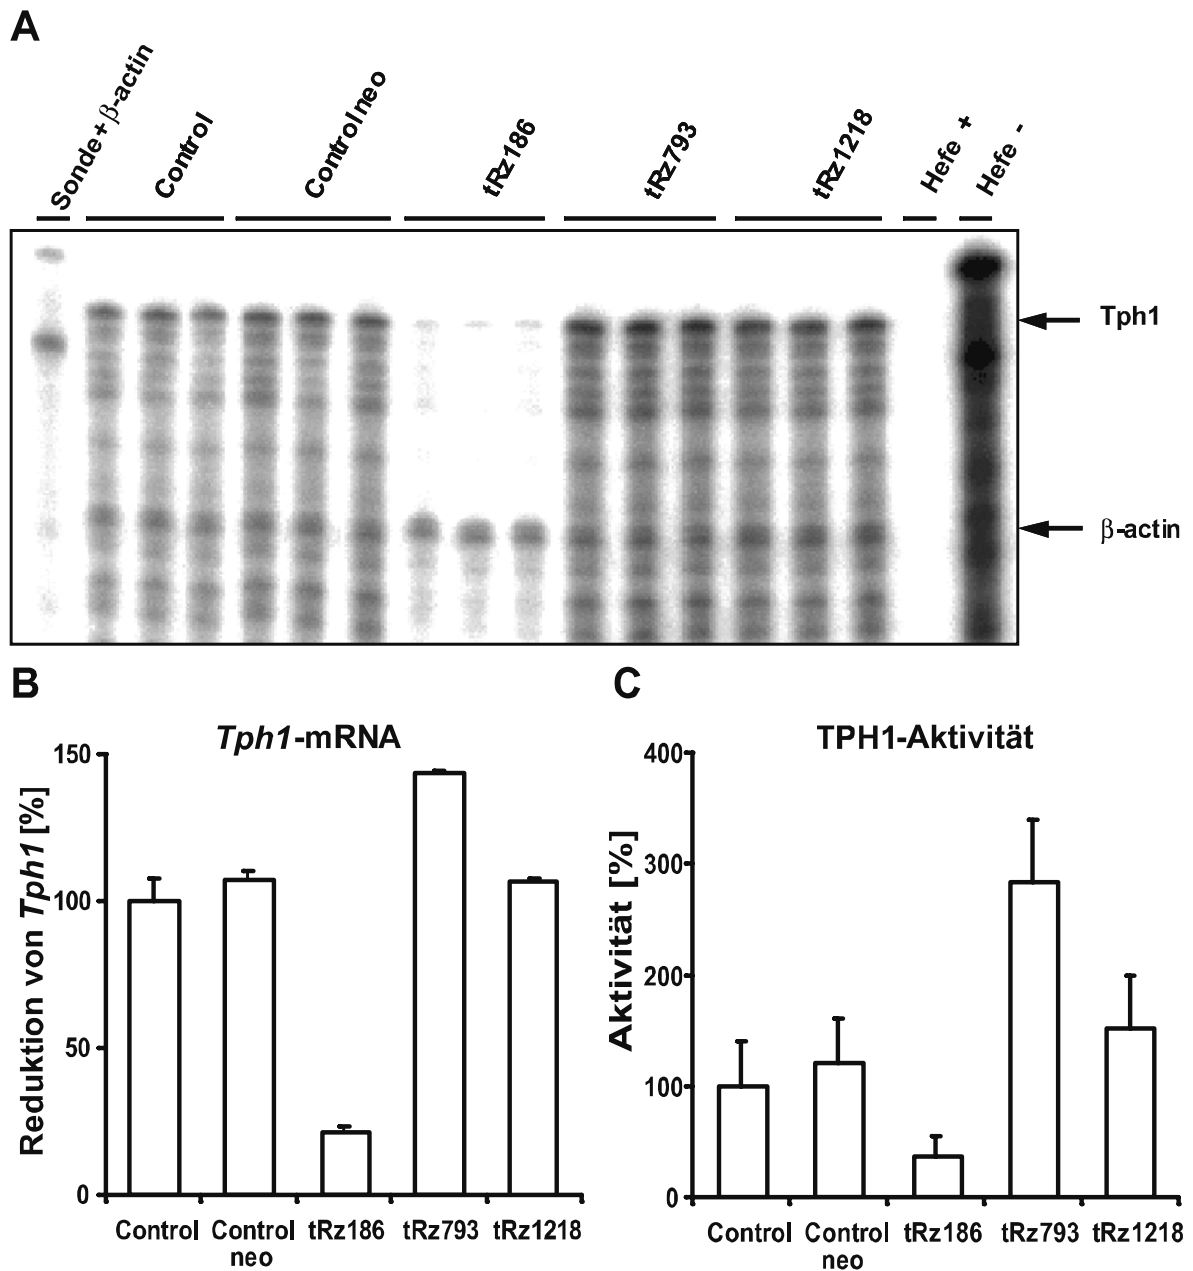 A
Sonde+ β-actin
Control
Control neo
tRz186
tRz793
tRz1218
Hefe +
Hefe -
Tph1
β-actin
B
Tph1-mRNA
Reduktion von Tph1 [%]
150
100
50
0
Control
Control
neo
tRz186
tRz793
tRz1218
C
TPH1-Aktivität
Aktivität [%]
400
300
200
100
0
Control
Control
neo
tRz186
tRz793
tRz1218